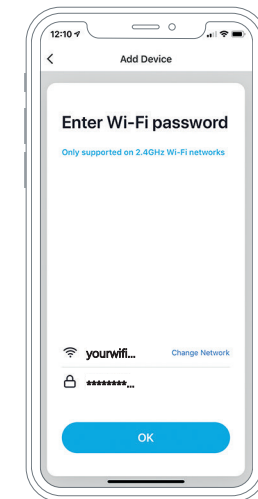 12:10
Add Device
Enter Wi-Fi password
Only supported on 2.4GHz Wi-Fi networks
yourwifi... Change Network
********...
OK